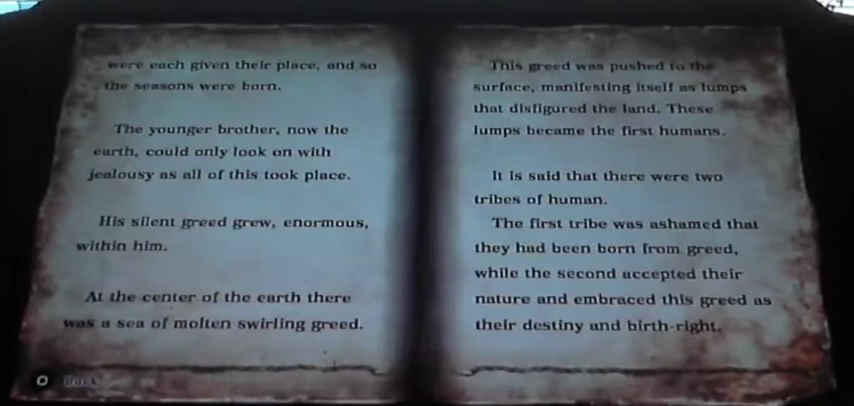 were each given their place, and so
the seasons were born.
The younger brother, now the
earth, could only look on with
jealousy as all of this took place.
His silent greed grew, enormous,
within him.
At the center of the earth there
was a sea of molten swirling greed.
Back
This greed was pushed to the
surface, manifesting itself as lumps
that disfigured the land. These
lumps became the first humans.
It is said that there were two
tribes of human.
The first tribe was ashamed that
they had been born from greed,
while the second accepted their
nature and embraced this greed as
their destiny and birth-right.